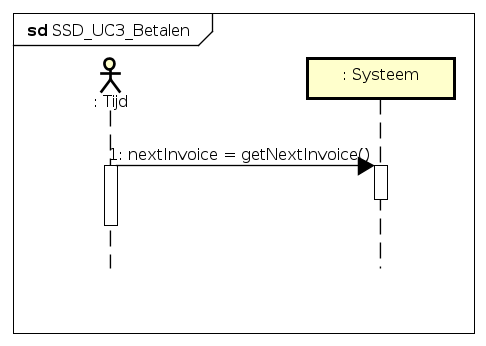 sd SSD_UC3_Betalen
: Tijd
: Systeem
1: nextInvoice = getNextInvoice()